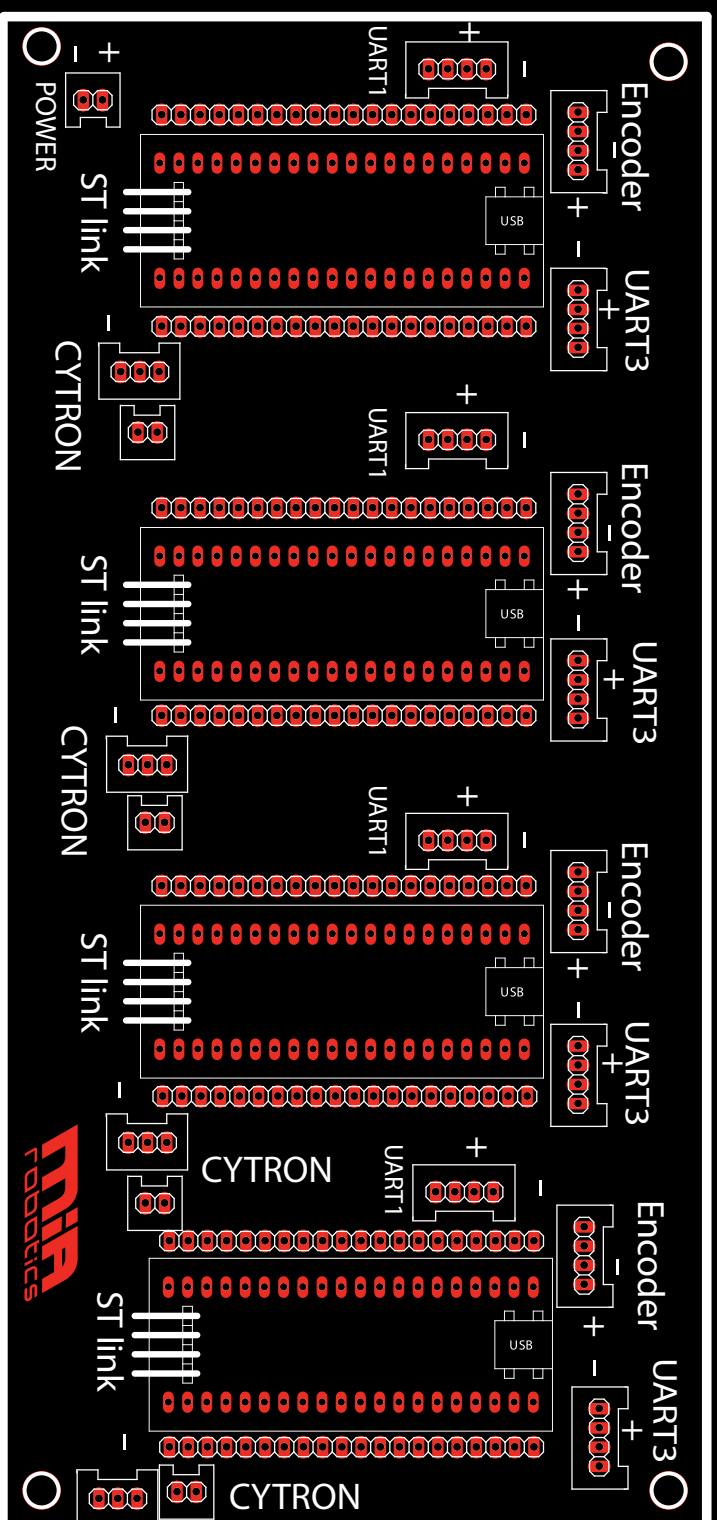 - +
POWER
UART1
+
-
Encoder
-
+
ST link
USB
-
UART3
+
-
CYTRON
UART1
+
-
Encoder
-
+
ST link
USB
-
UART3
+
-
CYTRON
UART1
+
-
Encoder
-
+
ST link
USB
-
UART3
+
-
CYTRON
MIA
robotics
UART1
+
-
Encoder
-
+
ST link
USB
-
UART3
+
-
CYTRON